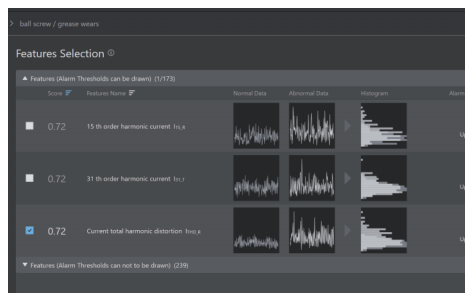 > ball screw / grease wears
Features Selection
Features (Alarm Thresholds can be drawn) (1/173)
Score Features Name Normal Data Abnormal Data Histogram Alarm
0.72 15 th order harmonic current
0.72 31 th order harmonic current
0.72 Current total harmonic distortion
Features (Alarm Thresholds can not to be drawn) (239)